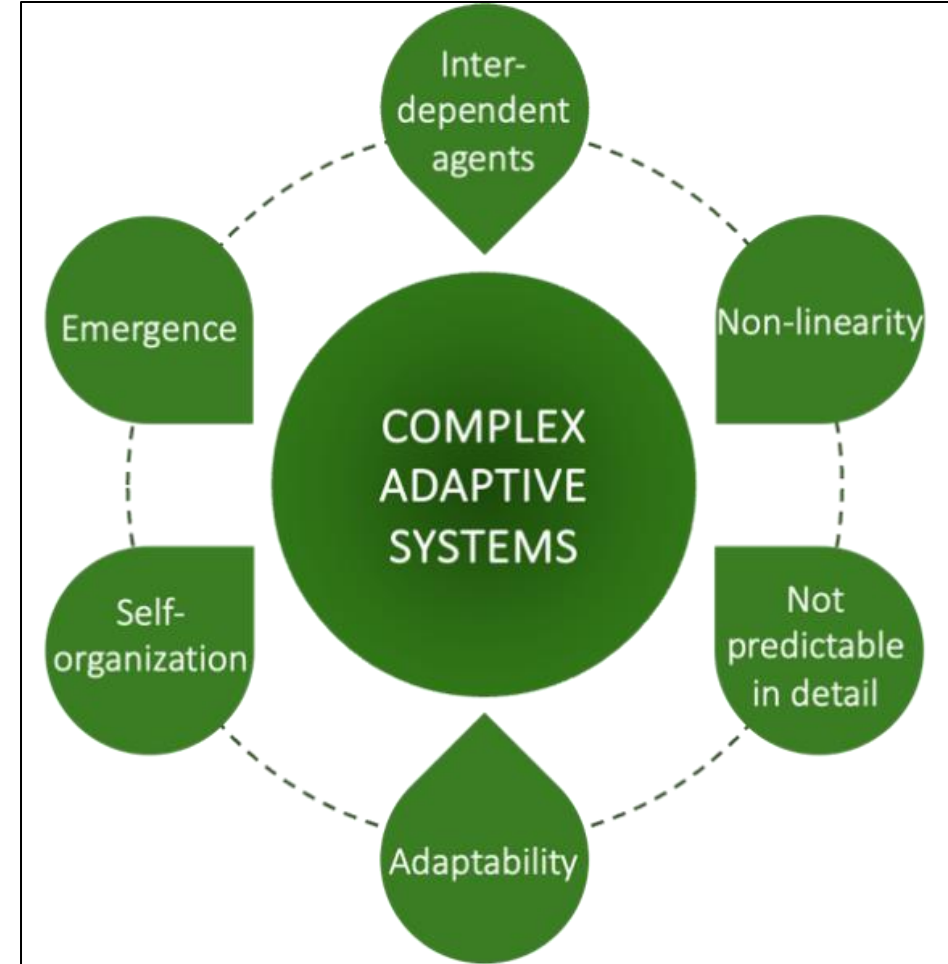 Inter-
dependent
agents
Non-linearity
Not
predictable
in detail
Adaptability
Self-
organization
Emergence
COMPLEX
ADAPTIVE
SYSTEMS